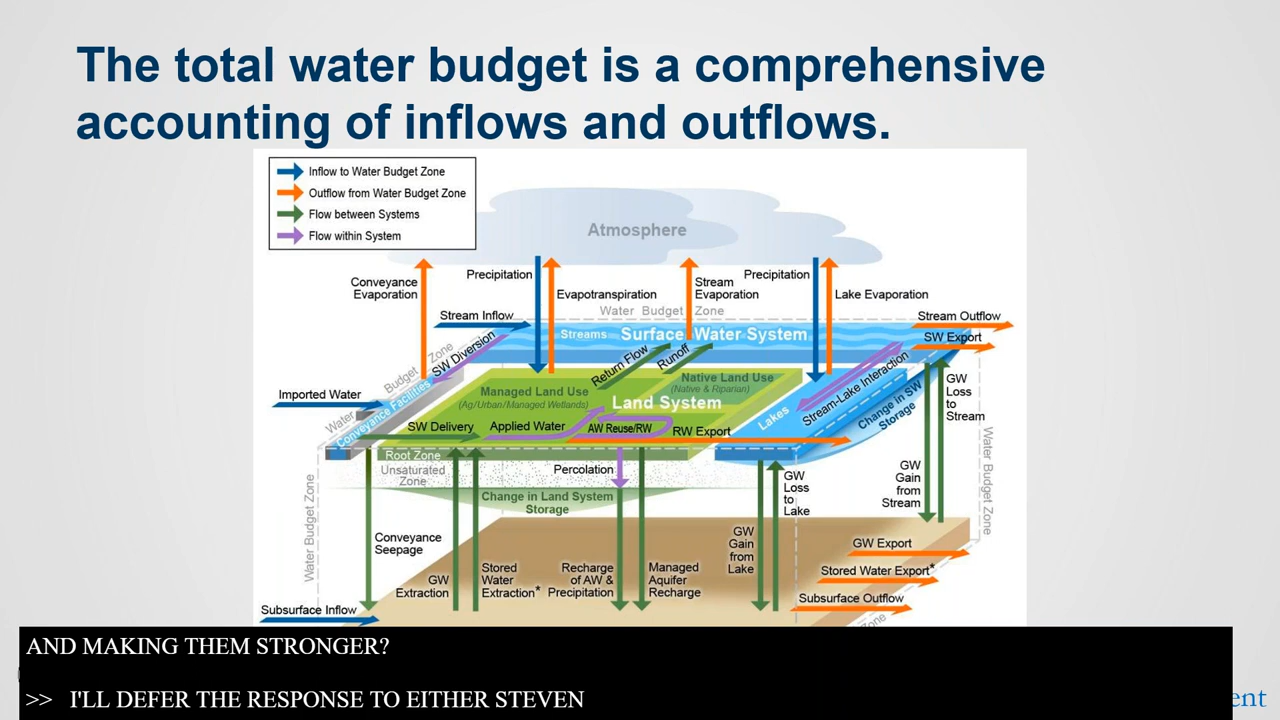 The total water budget is a comprehensive
accounting of inflows and outflows.
Inflow to Water Budget Zone
Outflow from Water Budget Zone
Flow between Systems
Flow within System
Atmosphere
Conveyance
Evaporation
Precipitation
Evapotranspiration
Stream
Evaporation
Precipitation
Lake Evaporation
Water Budget Zone
Stream Inflow
Stream Outflow
Streams
Surface Water System
SW Export
SW Diversion
Return Flow
Runoff
Stream-Lake Interaction
Water Budget Zone
Imported Water
Conveyance Facilities
Managed Land Use
(Ag/Urban/Managed Wetlands)
Native Land Use
(Native & Riparian)
Land System
Lakes
Change in SW
Storage
GW
Loss
to
Stream
SW Delivery
Applied Water
AW Reuse/RW
RW Export
Root Zone
Unsaturated
Zone
Percolation
Change in Land System
Storage
GW
Loss
to
Lake
GW
Gain
from
Stream
Water Budget Zone
Water Budget Zone
Conveyance
Seepage
GW
Extraction
Stored
Water
Extraction*
Recharge
of AW &
Precipitation
Managed
Aquifer
Recharge
GW
Gain
from
Lake
GW Export
Stored Water Export*
Subsurface Outflow
Subsurface Inflow
Zone
AND MAKING THEM STRONGER?
>> I'LL DEFER THE RESPONSE TO EITHER STEVEN
ent